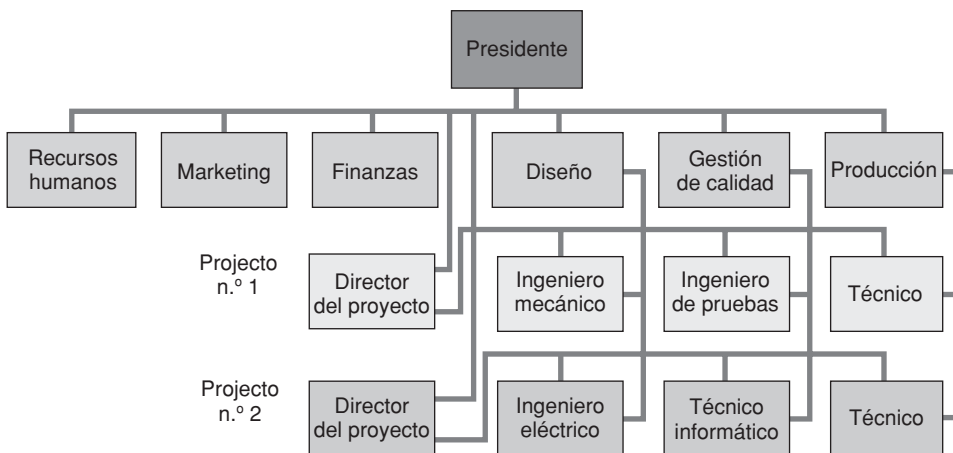 Presidente
Recursos
humanos
Marketing
Finanzas
Diseño
Gestión
de calidad
Producción
Projecto
n.º 1
Director
del proyecto
Ingeniero
mecánico
Ingeniero
de pruebas
Técnico
Projecto
n.º 2
Director
del proyecto
Ingeniero
eléctrico
Técnico
informático
Técnico